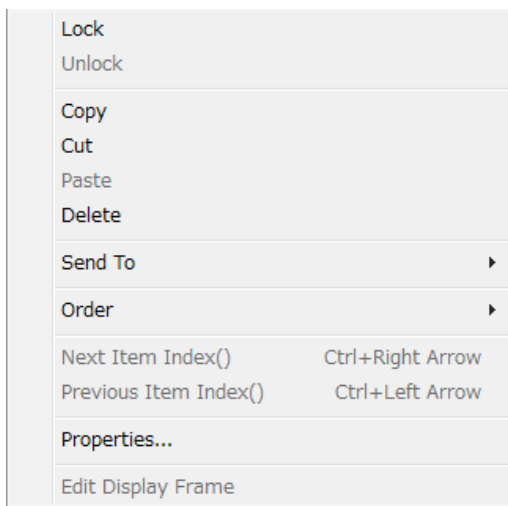 Lock
Unlock
Copy
Cut
Paste
Delete
Send To
Order
Next Item Index() Ctrl+Right Arrow
Previous Item Index() Ctrl+Left Arrow
Properties...
Edit Display Frame